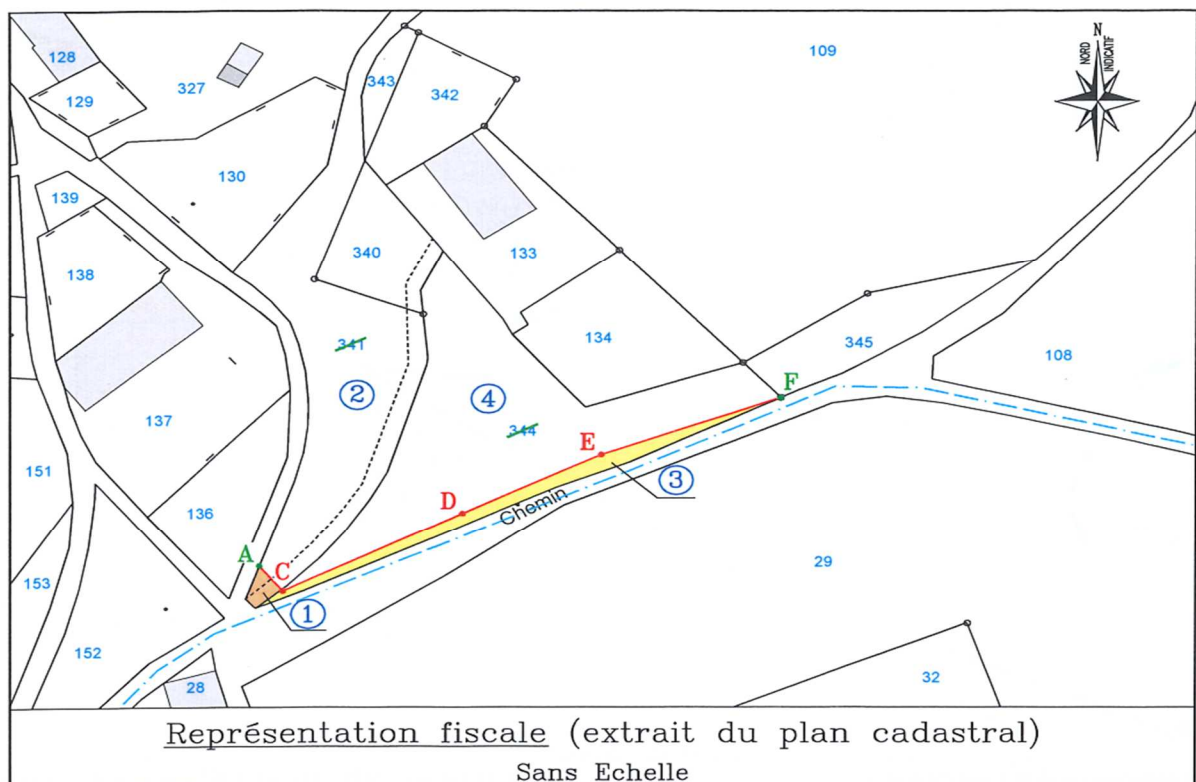 128
129
327
343
342
109
N
NORD
INDICATIF
130
139
138
340
133
341
134
345
108
2
4
344
F
E
137
3
151
136
D
Chemin
A
C
29
153
1
152
28
32
Représentation fiscale (extrait du plan cadastral)
Sans Echelle